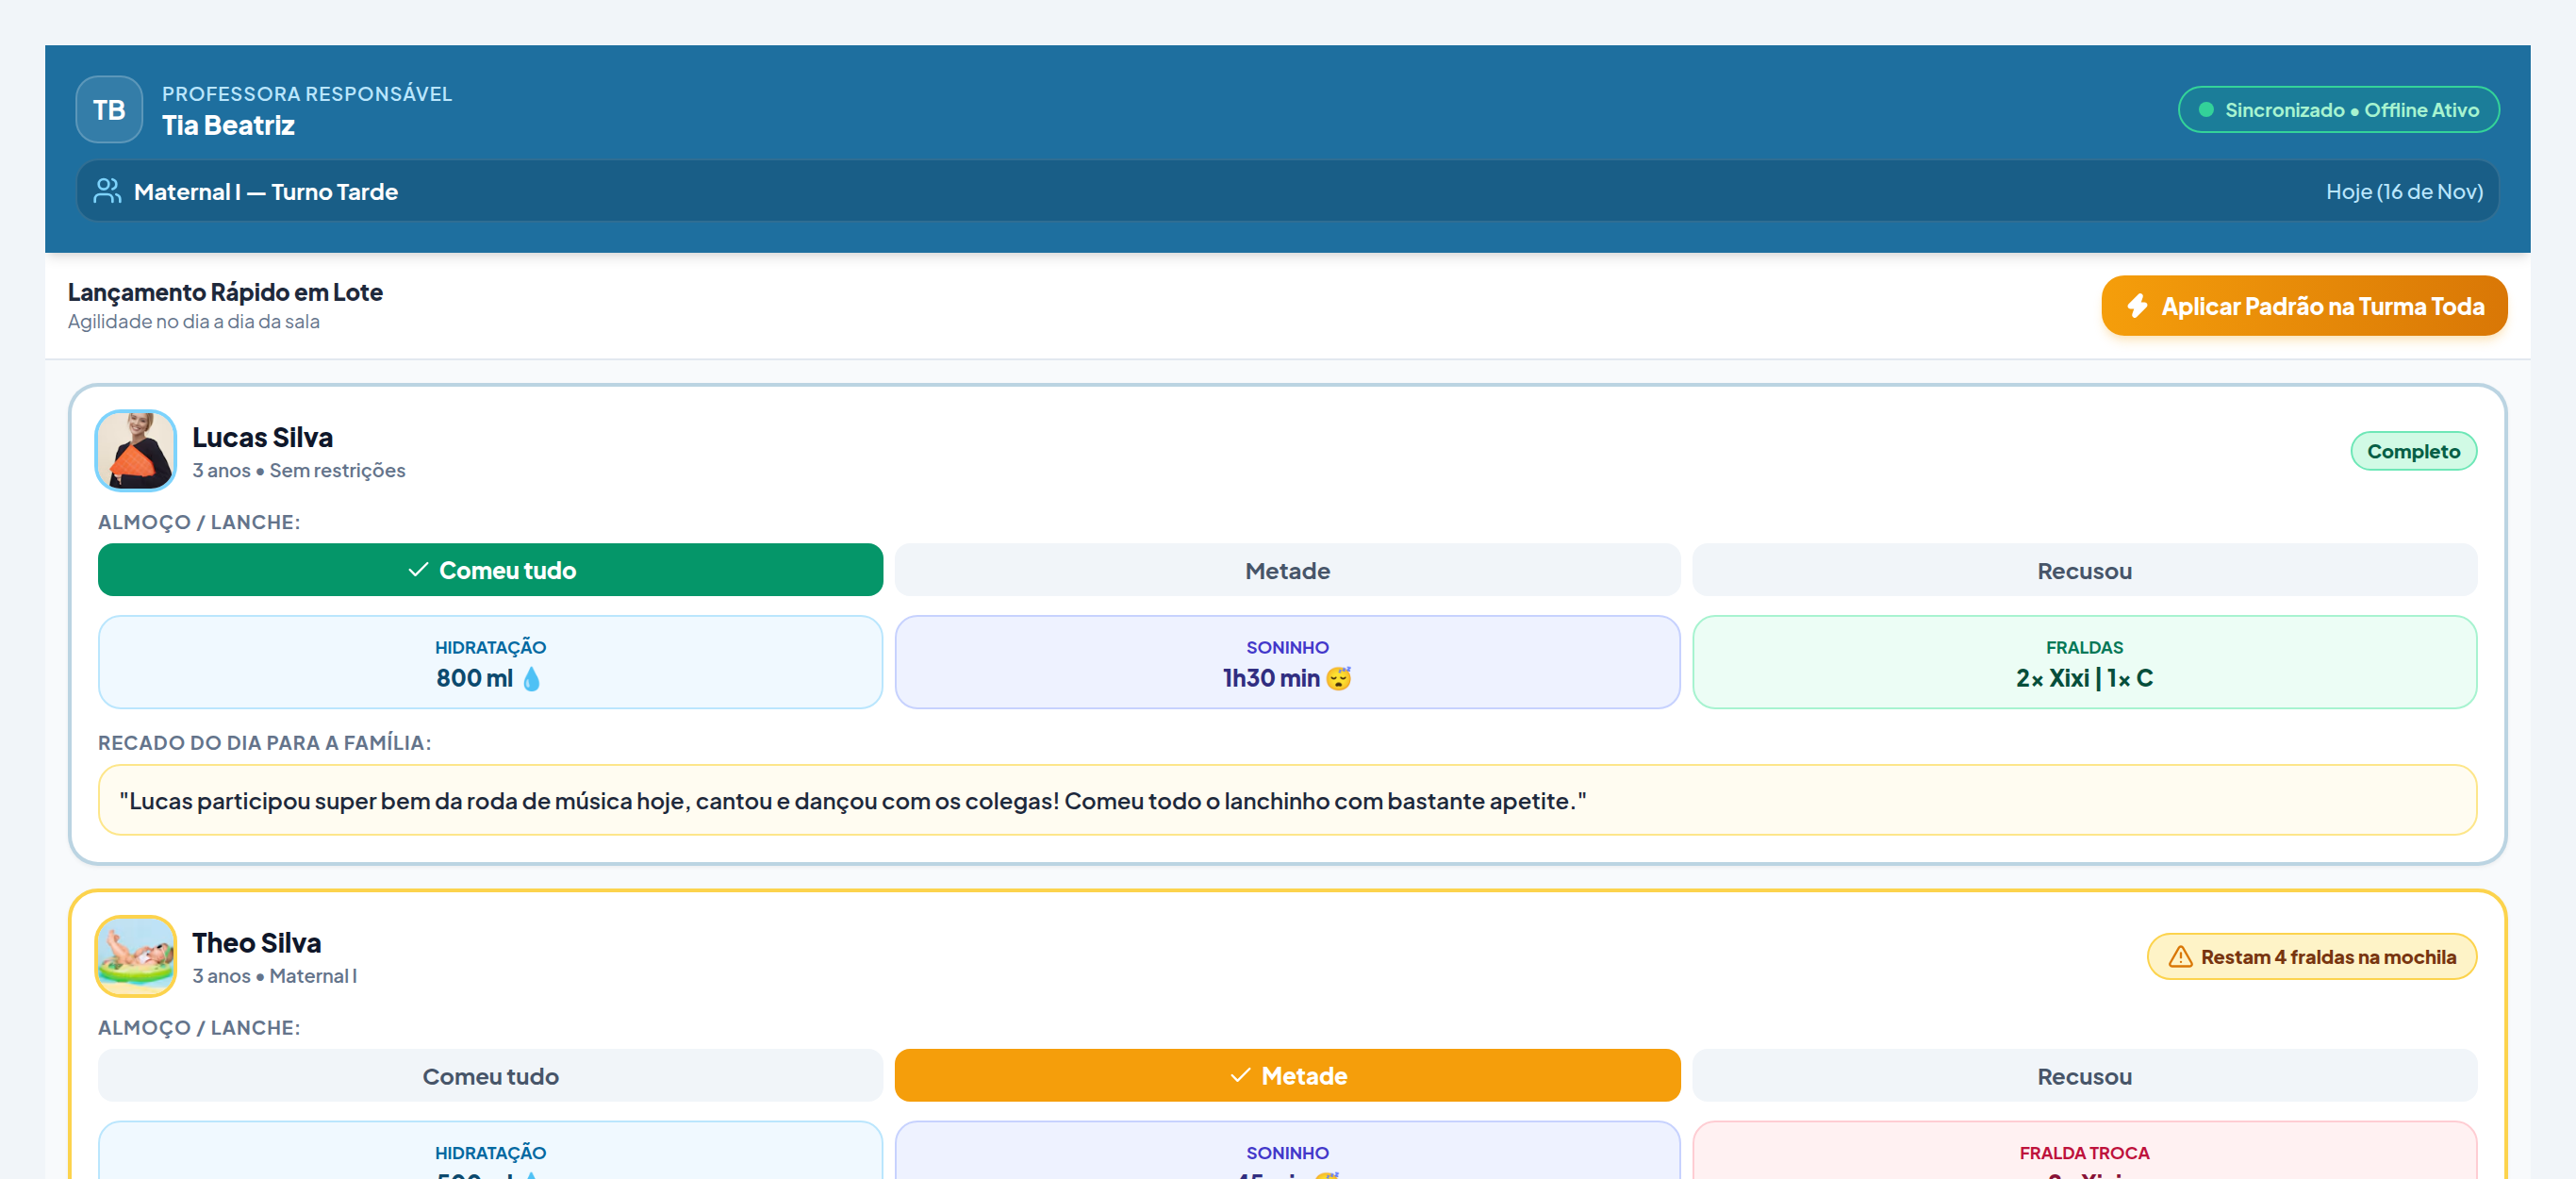 TB
PROFESSORA RESPONSÁVEL
Tia Beatriz
Sincronizado • Offline Ativo
Maternal I — Turno Tarde
Hoje (16 de Nov)
Lançamento Rápido em Lote
Agilidade no dia a dia da sala
Aplicar Padrão na Turma Toda
Lucas Silva
3 anos • Sem restrições
Completo
ALMOÇO / LANCHE:
Comeu tudo
Metade
Recusou
HIDRATAÇÃO
800 ml 💧
SONINHO
1h30 min 😴
FRALDAS
2× Xixi | 1× C
RECADO DO DIA PARA A FAMÍLIA:
"Lucas participou super bem da roda de música hoje, cantou e dançou com os colegas! Comeu todo o lanchinho com bastante apetite."
Theo Silva
3 anos • Maternal I
Restam 4 fraldas na mochila
ALMOÇO / LANCHE:
Comeu tudo
Metade
Recusou
HIDRATAÇÃO
SONINHO
FRALDA TROCA